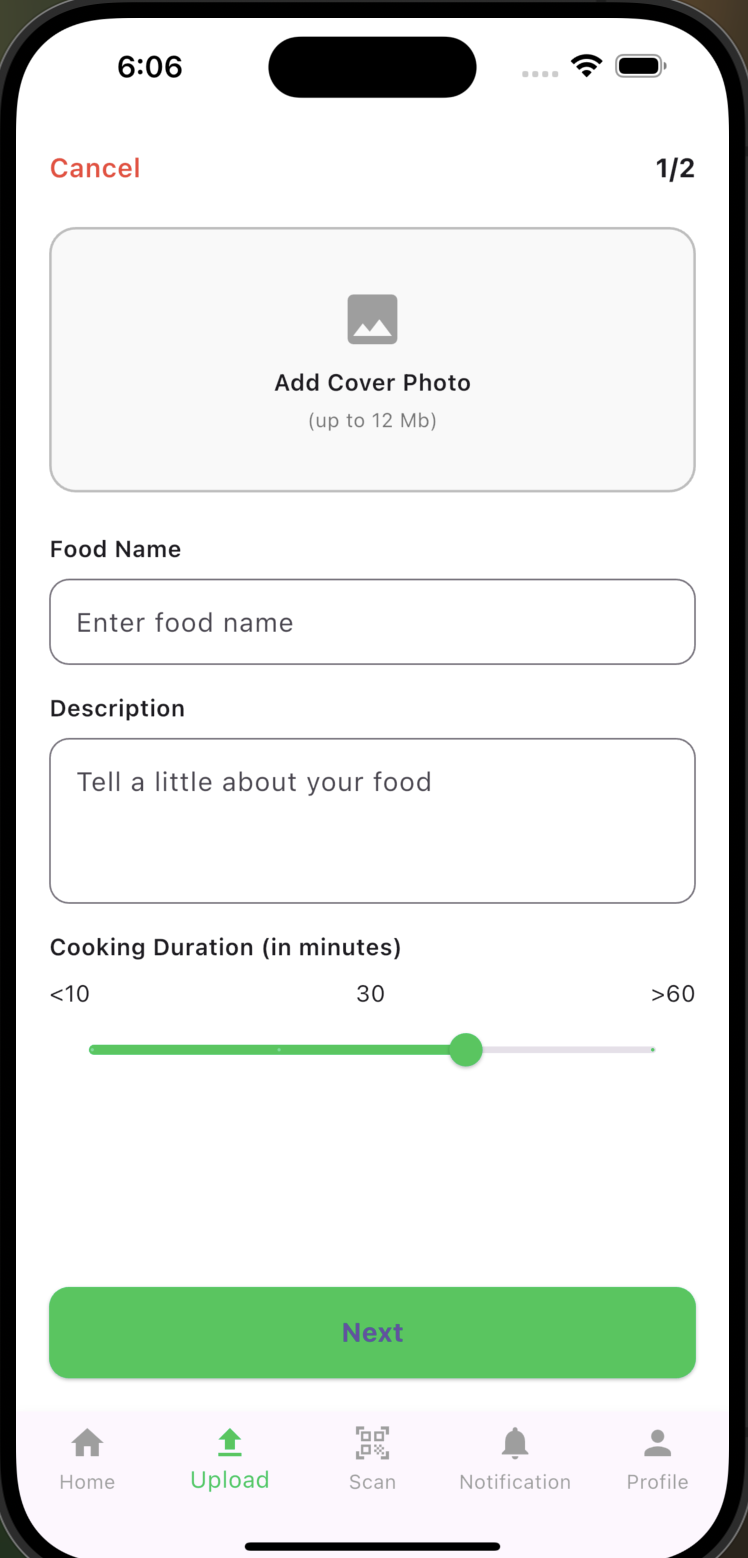 6:06
Cancel
1/2
Add Cover Photo
(up to 12 Mb)
Food Name
Enter food name
Description
Tell a little about your food
Cooking Duration (in minutes)
<10 30 >60
Next
Home Upload Scan Notification Profile